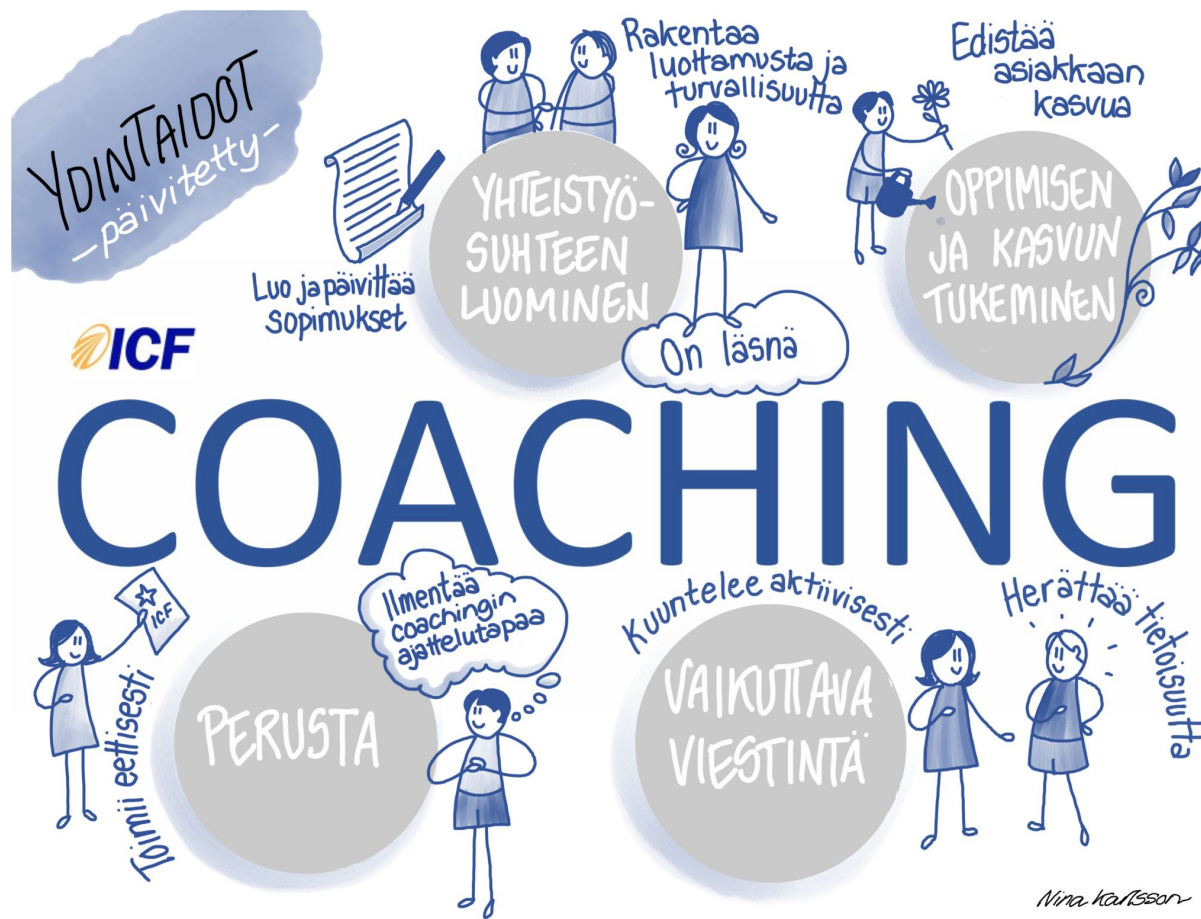 YDINTAIDOT
-päivitetty-
Rakentaa
luottamusta ja
turvallisuutta
Edistää
asiakkaan
kasvua
YHTEISTYÖ-
SUHTEEN
LUOMINEN
OPPIMISEN
JA KASVUN
TUKEMINEN
Luo ja päivittää
sopimukset
On läsnä
ICF
COACHING
ICF
Toimii eettisesti
PERUSTA
Ilmentää
coachingin
ajattelutapaa
Kuuntelee aktiivisesti
VAIKUTTAVA
VIESTINTÄ
Herättää tietoisuutta
Nina Karlsson